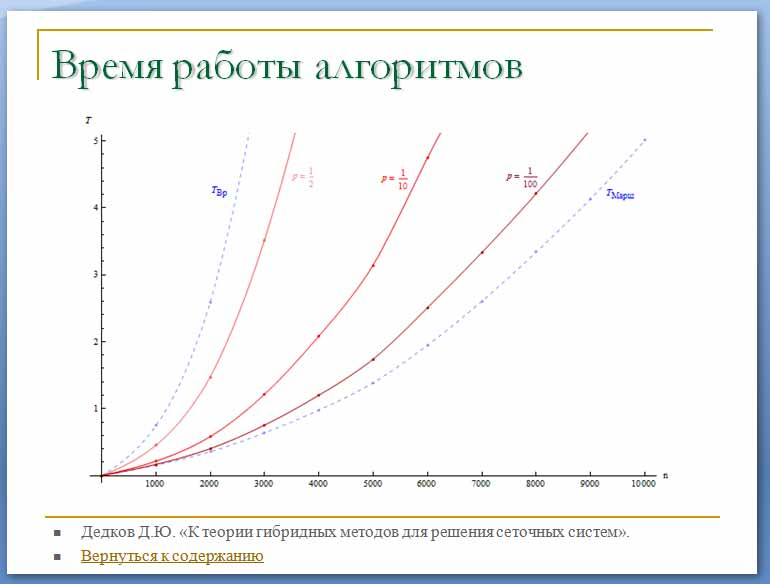 Время работы алгоритмов
T
5
T_Вр
p = 1/2
p = 1/10
p = 1/100
T_Марш
4
3
2
1
1000 2000 3000 4000 5000 6000 7000 8000 9000 10000 n
Дедков Д.Ю. «К теории гибридных методов для решения сеточных систем».
Вернуться к содержанию